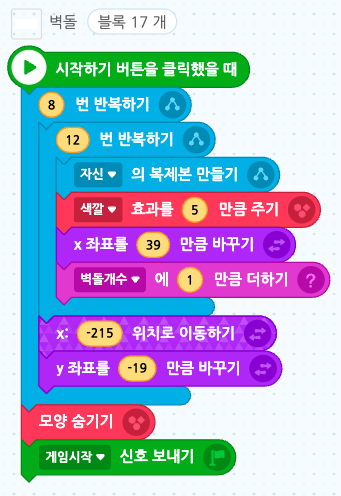 벽돌 블록 17 개
시작하기 버튼을 클릭했을 때
8 번 반복하기
12 번 반복하기
자신 의 복제본 만들기
색깔 효과를 5 만큼 주기
x 좌표를 39 만큼 바꾸기
벽돌개수 에 1 만큼 더하기 ?
x: -215 위치로 이동하기
y 좌표를 -19 만큼 바꾸기
모양 숨기기
게임시작 신호 보내기